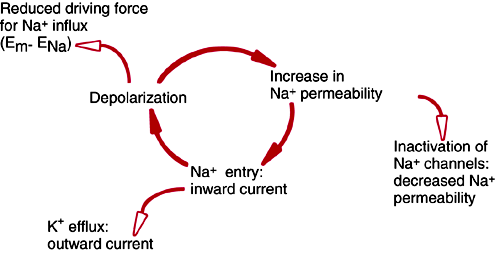 Reduced driving force
for Na⁺ influx
(Em- ENa)
Depolarization
Increase in
Na⁺ permeability
Na⁺ entry:
inward current
Inactivation of
Na⁺ channels:
decreased Na⁺
permeability
K⁺ efflux:
outward current